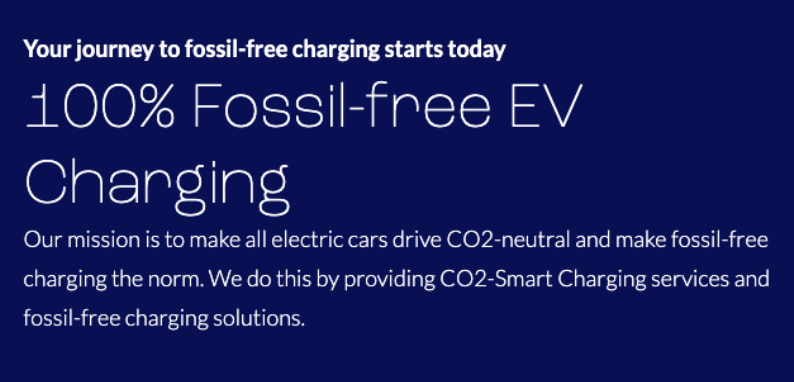 Your journey to fossil-free charging starts today
100% Fossil-free EV
Charging
Our mission is to make all electric cars drive CO2-neutral and make fossil-free
charging the norm. We do this by providing CO2-Smart Charging services and
fossil-free charging solutions.